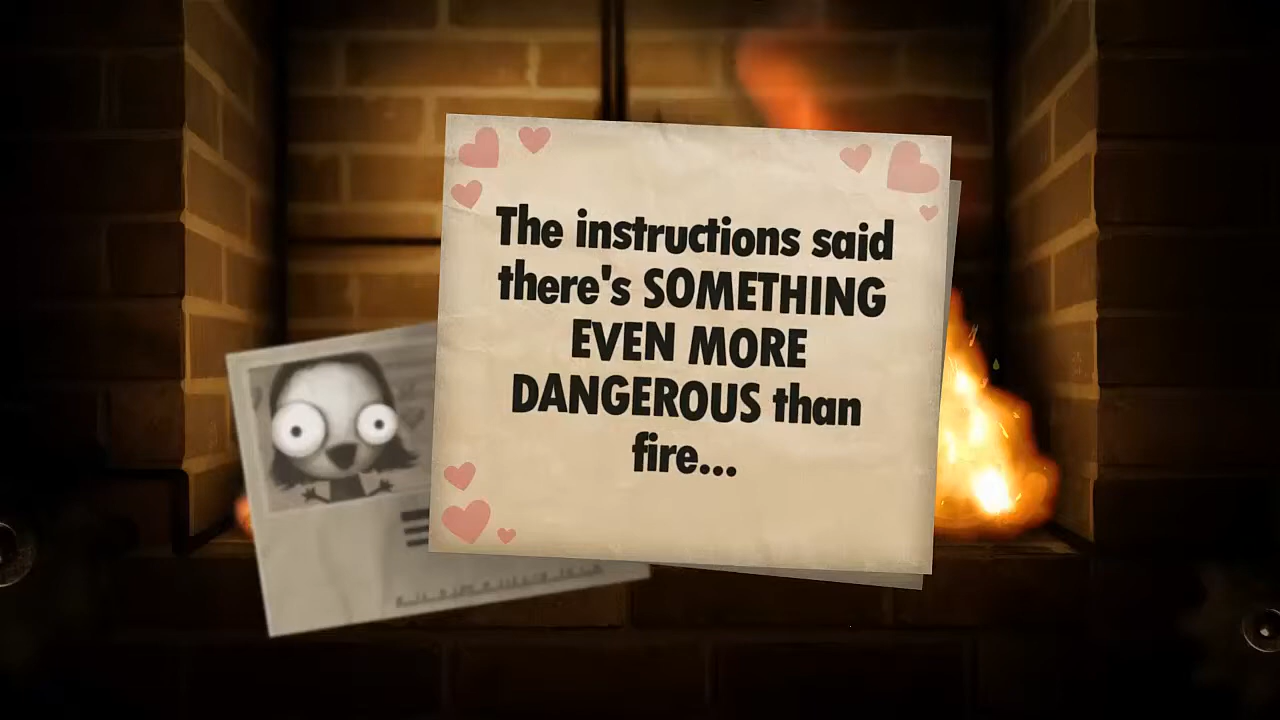 The instructions said
there's SOMETHING
EVEN MORE
DANGEROUS than
fire...